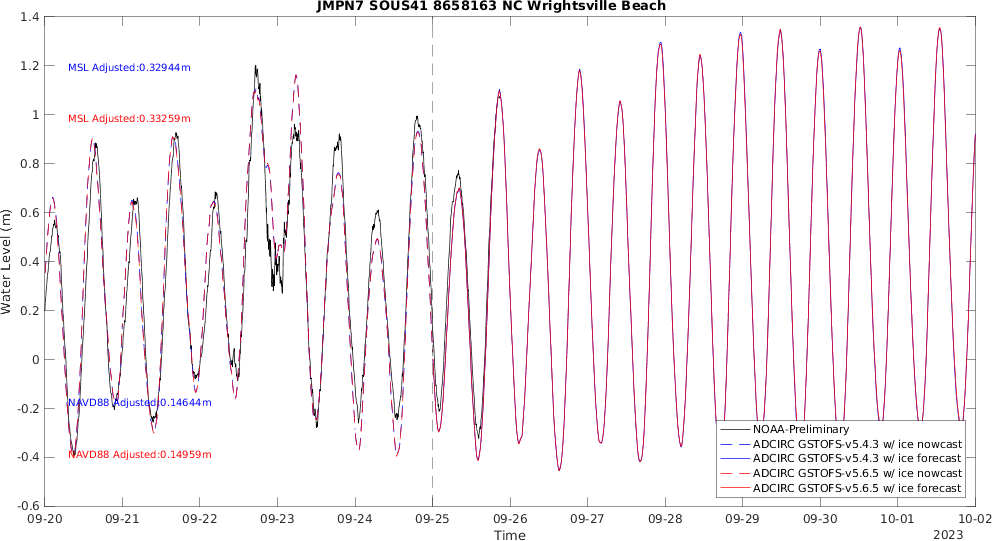 JMPN7 SOUS41 8658163 NC Wrightsville Beach
1.4
1.2
1
0.8
0.6
0.4
0.2
0
-0.2
-0.4
-0.6
Water Level (m)
MSL Adjusted:0.32944m
MSL Adjusted:0.33259m
NAVD88 Adjusted:0.14644m
NAVD88 Adjusted:0.14959m
NOAA-Preliminary
ADCIRC GSTOFS-v5.4.3 w/ ice nowcast
ADCIRC GSTOFS-v5.4.3 w/ ice forecast
ADCIRC GSTOFS-v5.6.5 w/ ice nowcast
ADCIRC GSTOFS-v5.6.5 w/ ice forecast
09-20 09-21 09-22 09-23 09-24 09-25 09-26 09-27 09-28 09-29 09-30 10-01 10-02
Time
2023